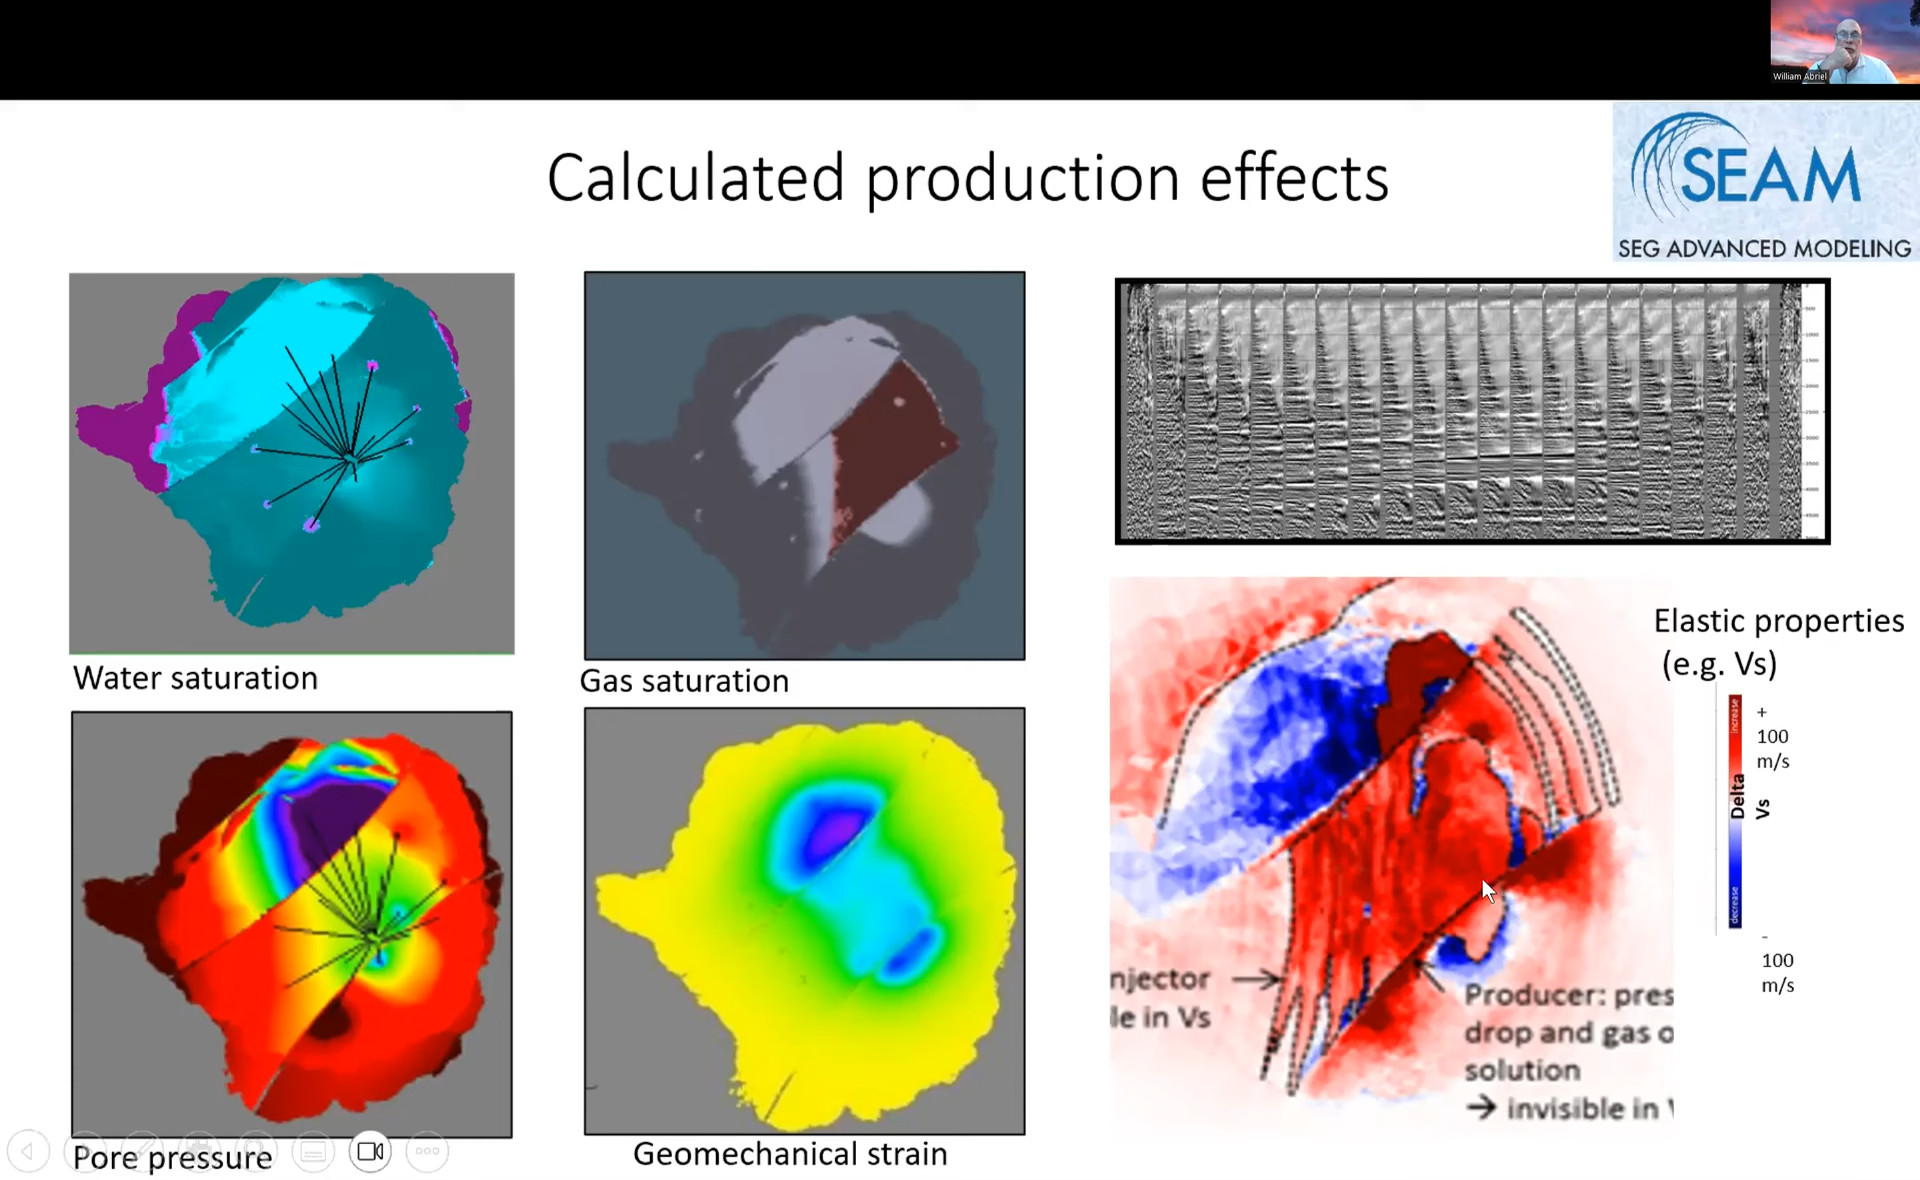 William Abriel
Calculated production effects
SEAM
SEG ADVANCED MODELING
Water saturation
Gas saturation
Pore pressure
Geomechanical strain
Elastic properties
(e.g. Vs)
increase
+
100
m/s
Delta
Vs
decrease
-
100
m/s
njector
le in Vs
Producer: pres
drop and gas o
solution
→ invisible in